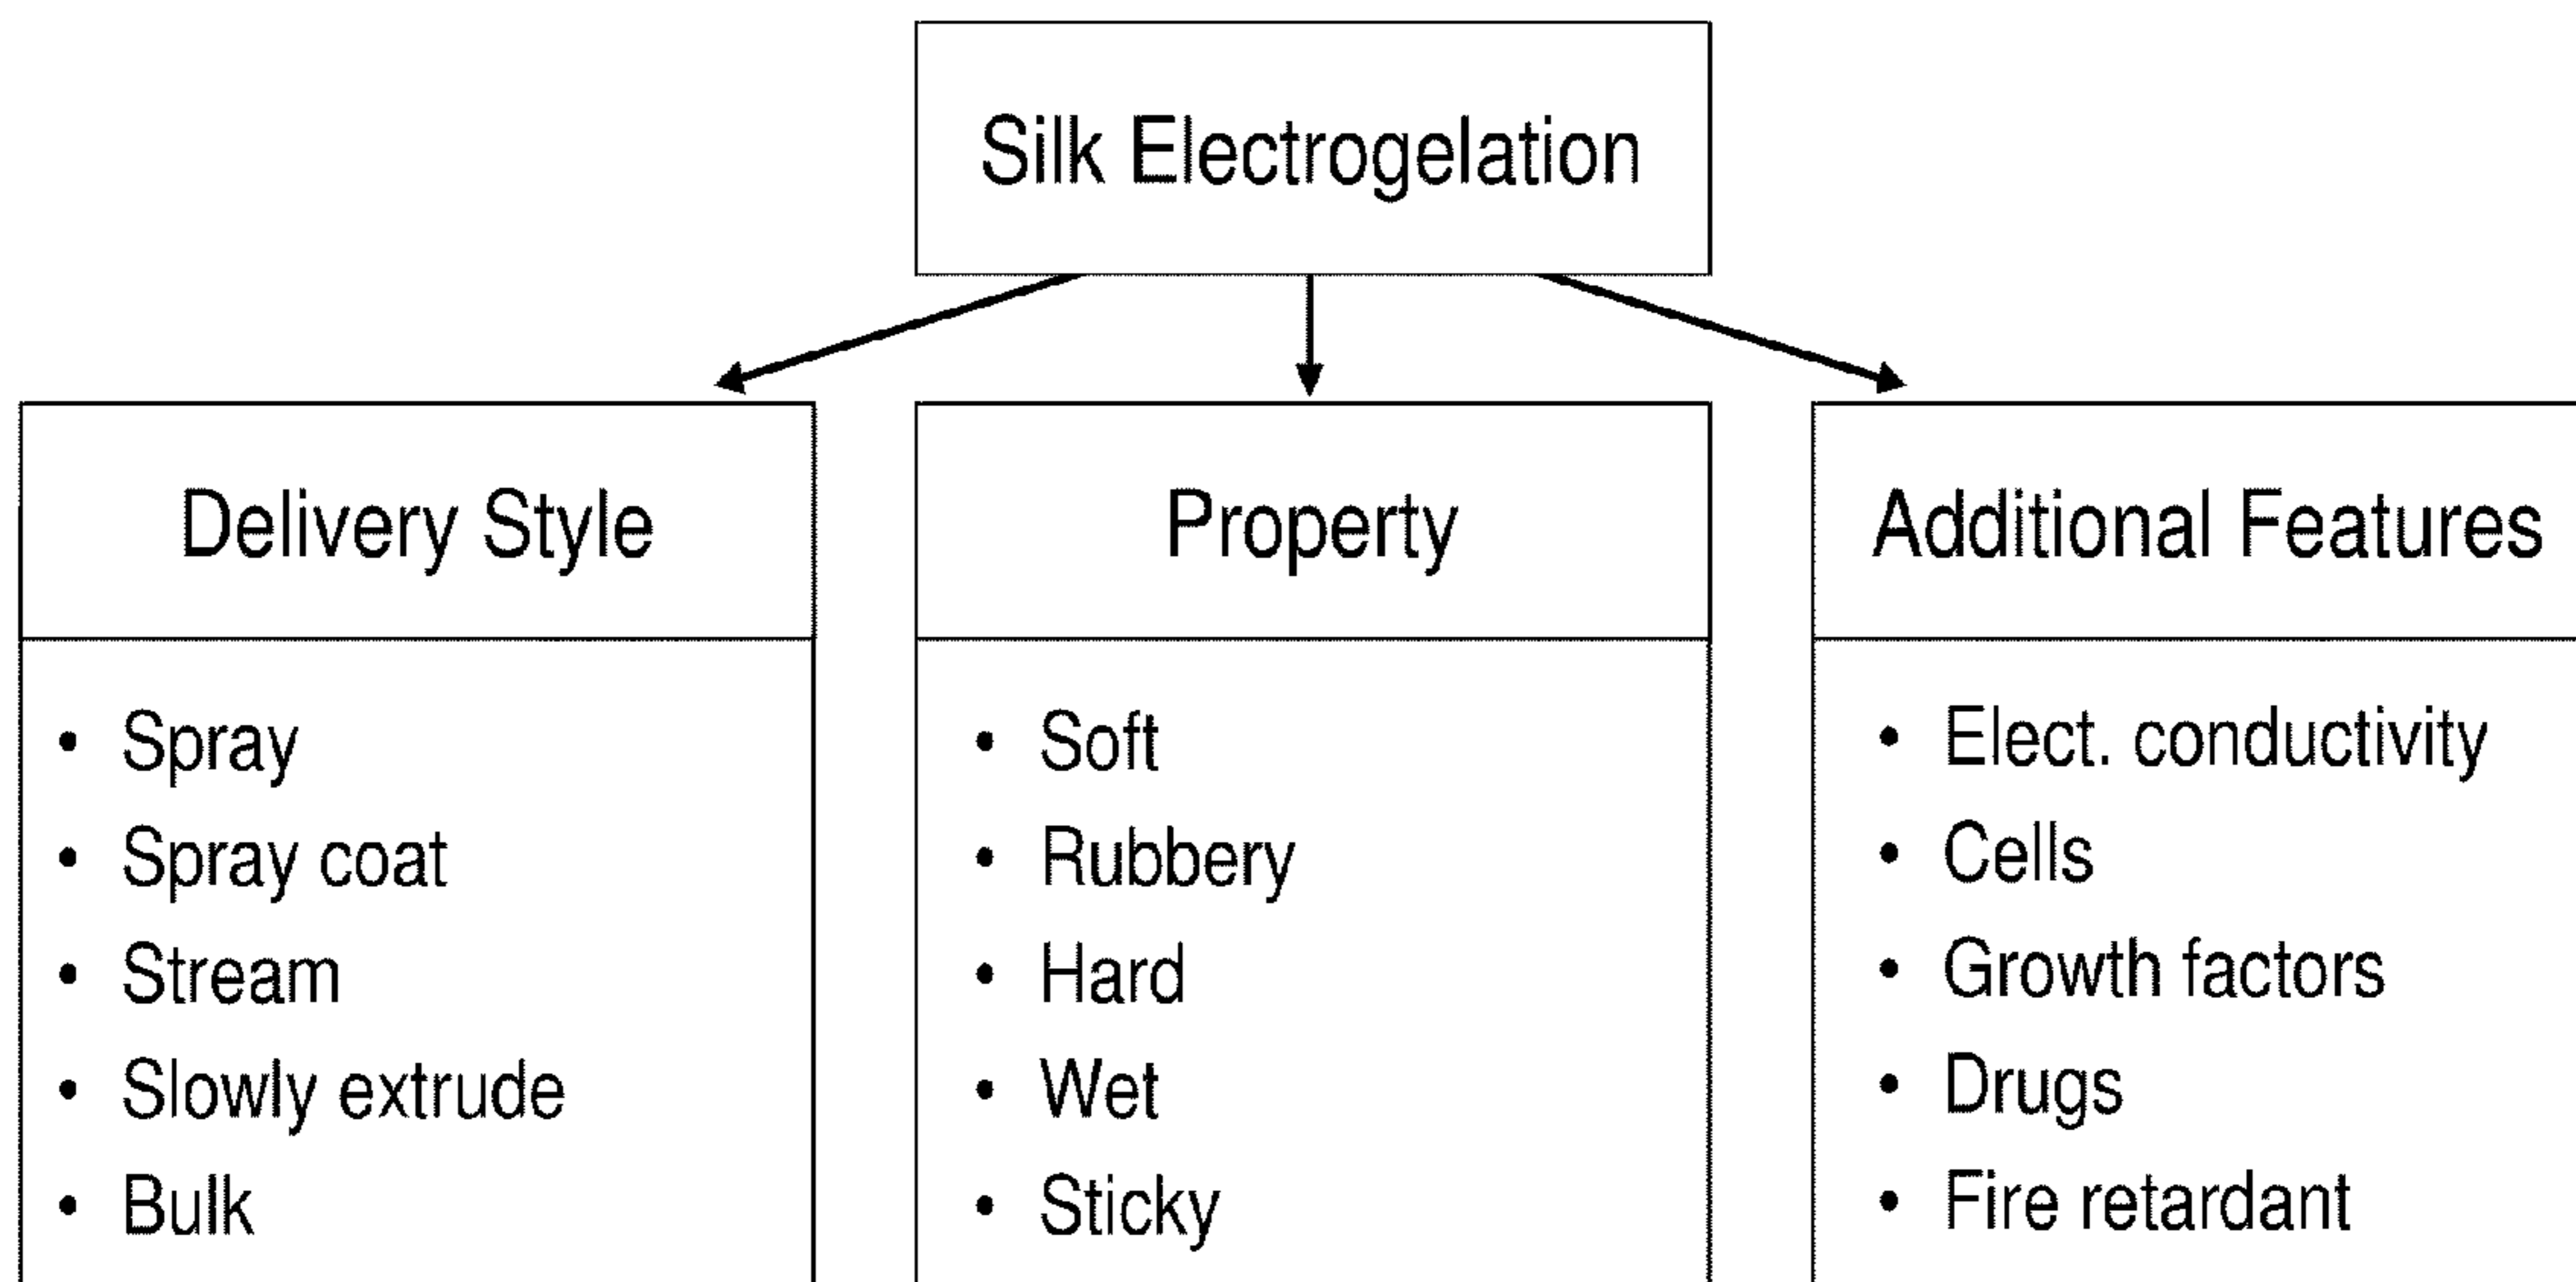 Silk Electrogelation
Delivery Style
• Spray
• Spray coat
• Stream
• Slowly extrude
• Bulk
Property
• Soft
• Rubbery
• Hard
• Wet
• Sticky
Additional Features
• Elect. conductivity
• Cells
• Growth factors
• Drugs
• Fire retardant